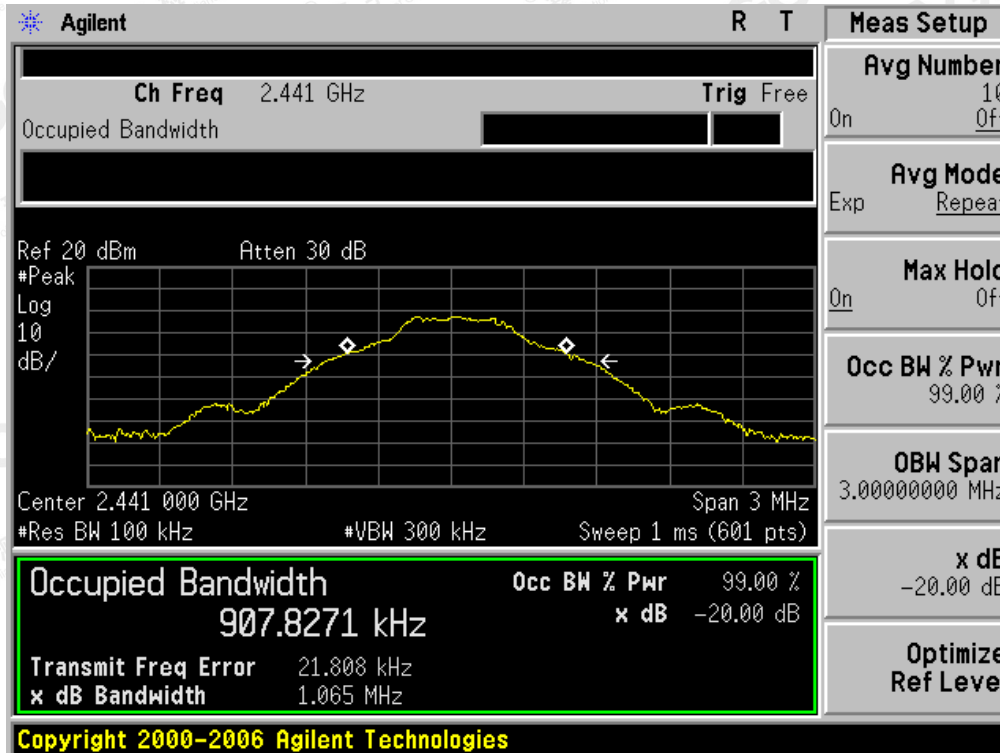 Agilent R T
Ch Freq 2.441 GHz Trig Free
Occupied Bandwidth
Ref 20 dBm Atten 30 dB
#Peak
Log
10
dB/
Center 2.441 000 GHz Span 3 MHz
#Res BW 100 kHz #VBW 300 kHz Sweep 1 ms (601 pts)
Occupied Bandwidth
907.8271 kHz
Occ BW % Pwr 99.00 %
x dB -20.00 dB
Transmit Freq Error 21.808 kHz
x dB Bandwidth 1.065 MHz
Copyright 2000-2006 Agilent Technologies
Meas Setup
Avg Number
10
On Off
Avg Mode
Exp Repeat
Max Hold
On Off
Occ BW % Pwr
99.00 %
OBW Span
3.00000000 MHz
x dB
-20.00 dB
Optimize
Ref Level